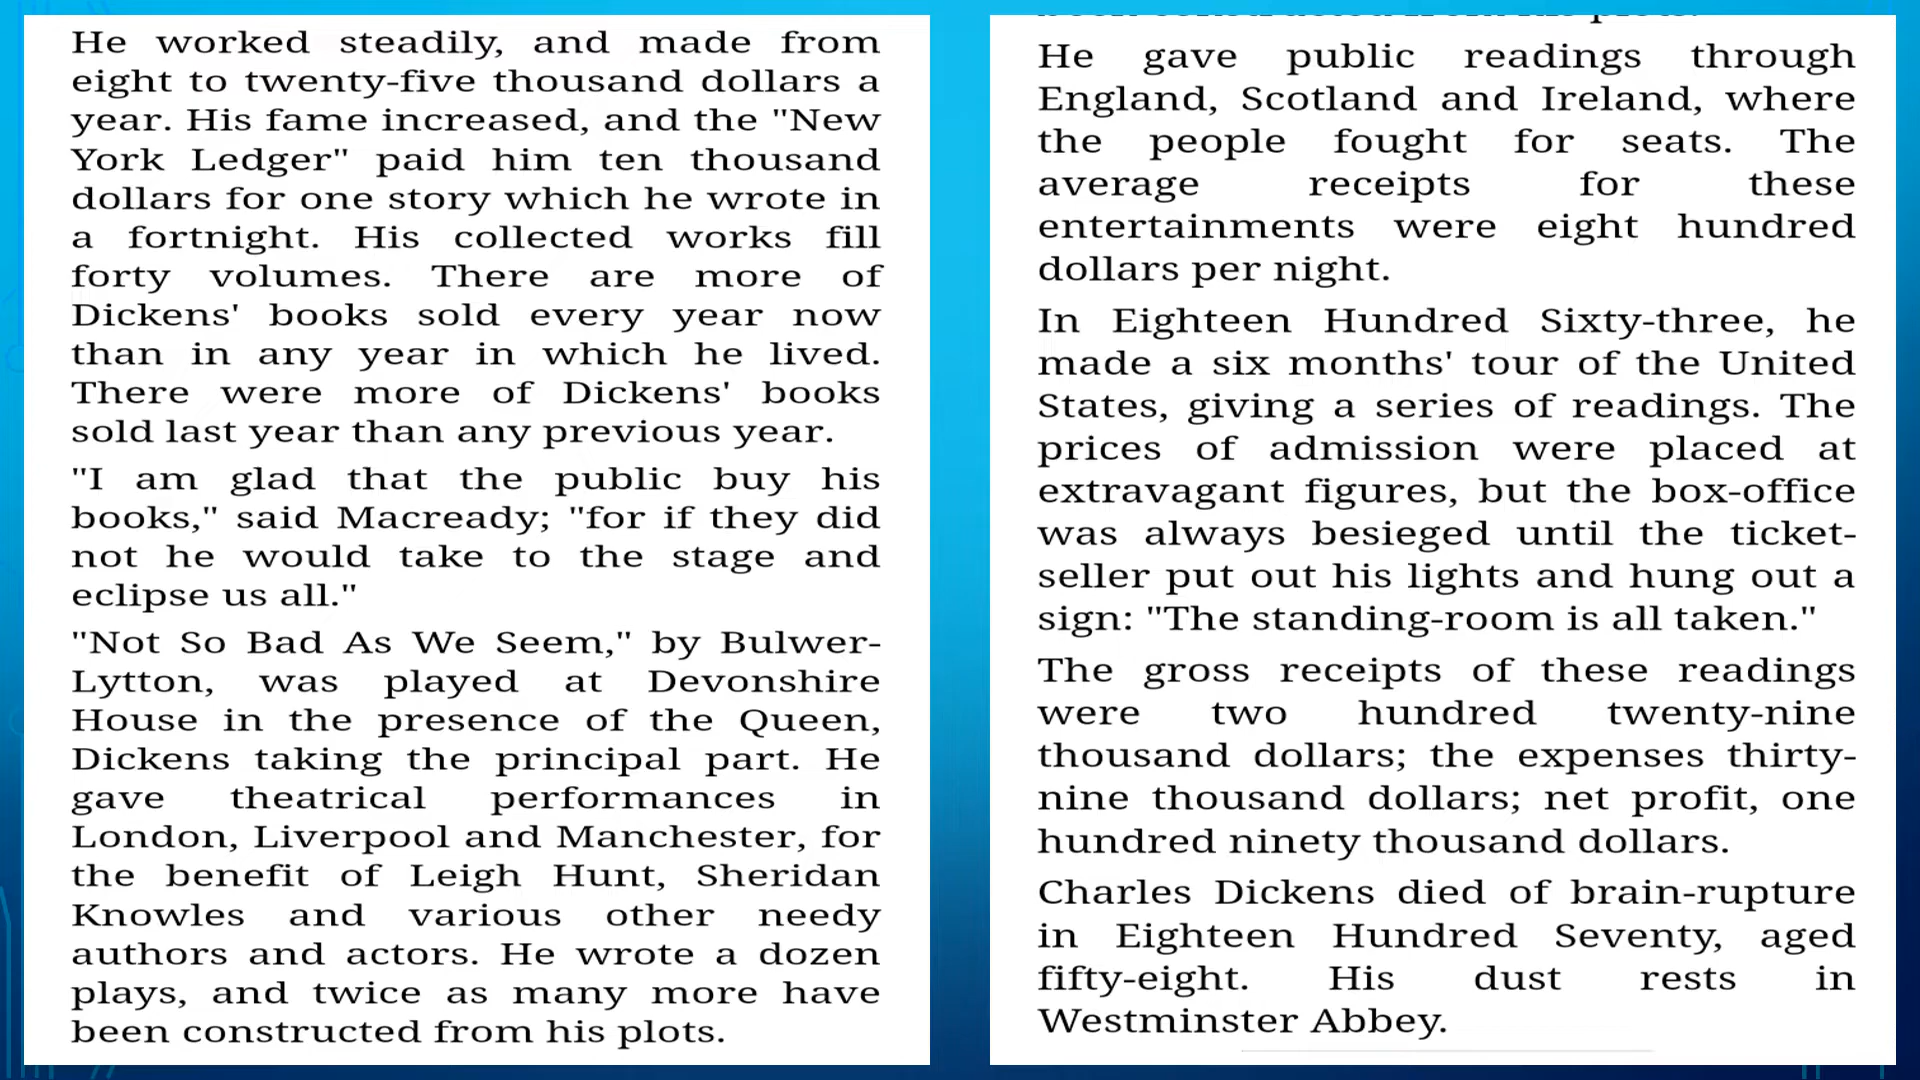 He worked steadily, and made from
eight to twenty-five thousand dollars a
year. His fame increased, and the "New
York Ledger" paid him ten thousand
dollars for one story which he wrote in
a fortnight. His collected works fill
forty volumes. There are more of
Dickens' books sold every year now
than in any year in which he lived.
There were more of Dickens' books
sold last year than any previous year.
"I am glad that the public buy his
books," said Macready; "for if they did
not he would take to the stage and
eclipse us all."
"Not So Bad As We Seem," by Bulwer-
Lytton, was played at Devonshire
House in the presence of the Queen,
Dickens taking the principal part. He
gave theatrical performances in
London, Liverpool and Manchester, for
the benefit of Leigh Hunt, Sheridan
Knowles and various other needy
authors and actors. He wrote a dozen
plays, and twice as many more have
been constructed from his plots.
been constructed from his plots.
He gave public readings through
England, Scotland and Ireland, where
the people fought for seats. The
average receipts for these
entertainments were eight hundred
dollars per night.
In Eighteen Hundred Sixty-three, he
made a six months' tour of the United
States, giving a series of readings. The
prices of admission were placed at
extravagant figures, but the box-office
was always besieged until the ticket-
seller put out his lights and hung out a
sign: "The standing-room is all taken."
The gross receipts of these readings
were two hundred twenty-nine
thousand dollars; the expenses thirty-
nine thousand dollars; net profit, one
hundred ninety thousand dollars.
Charles Dickens died of brain-rupture
in Eighteen Hundred Seventy, aged
fifty-eight. His dust rests in
Westminster Abbey.